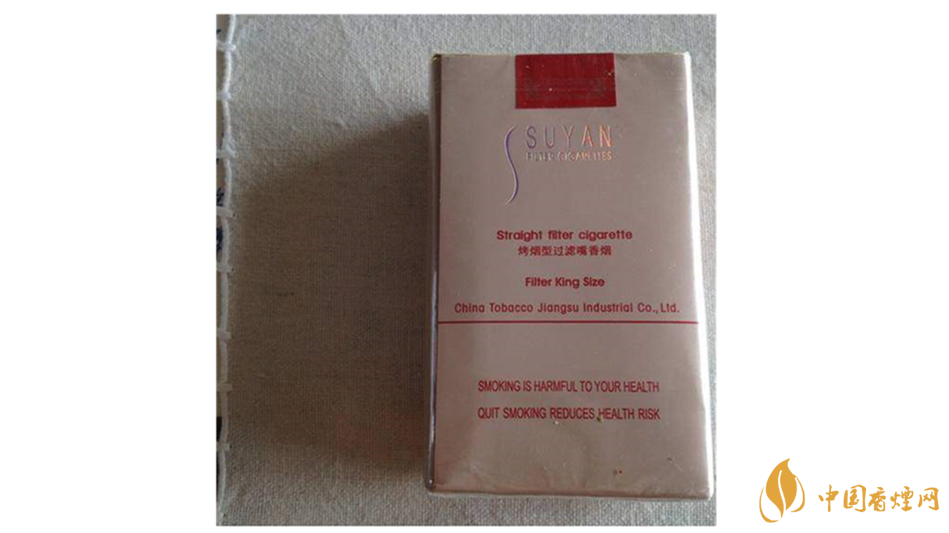 SUYAN
FILTER CIGARETTES
Straight filter cigarette
烤烟型过滤嘴香烟
Filter King Size
China Tobacco Jiangsu Industrial Co., Ltd.
SMOKING IS HARMFUL TO YOUR HEALTH
QUIT SMOKING REDUCES HEALTH RISK
中国香烟网